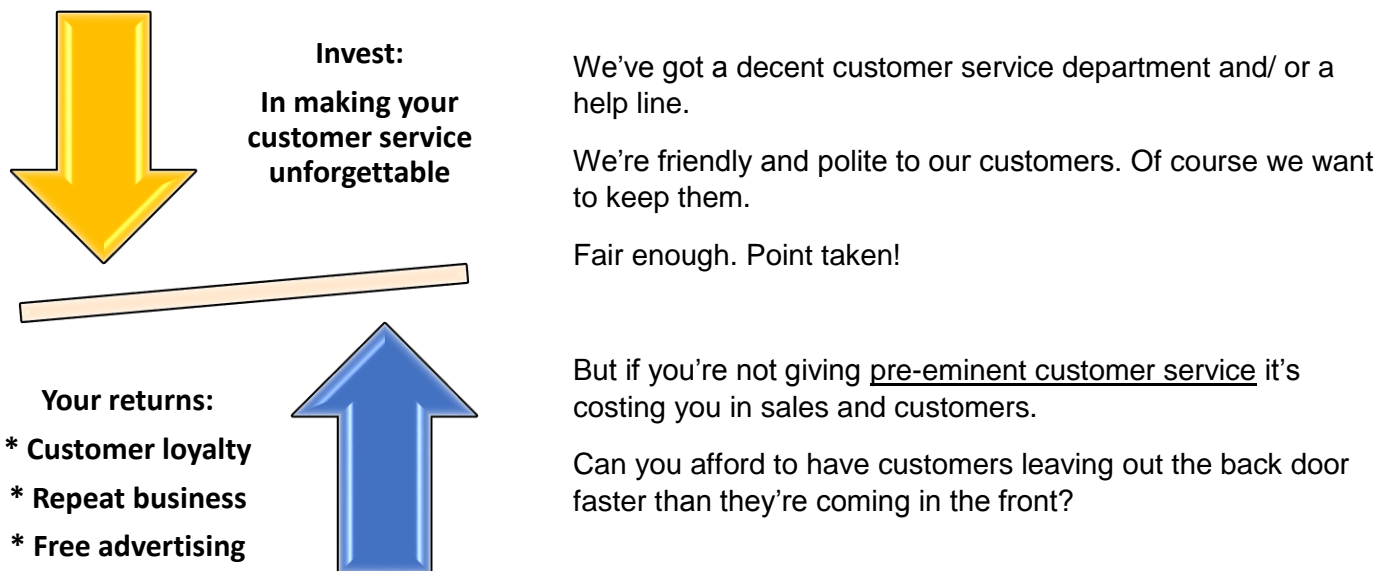 Invest:
In making your
customer service
unforgettable
We’ve got a decent customer service department and/ or a
help line.
We’re friendly and polite to our customers. Of course we want
to keep them.
Fair enough. Point taken!
Your returns:
* Customer loyalty
* Repeat business
* Free advertising
But if you’re not giving pre-eminent customer service it’s
costing you in sales and customers.
Can you afford to have customers leaving out the back door
faster than they’re coming in the front?